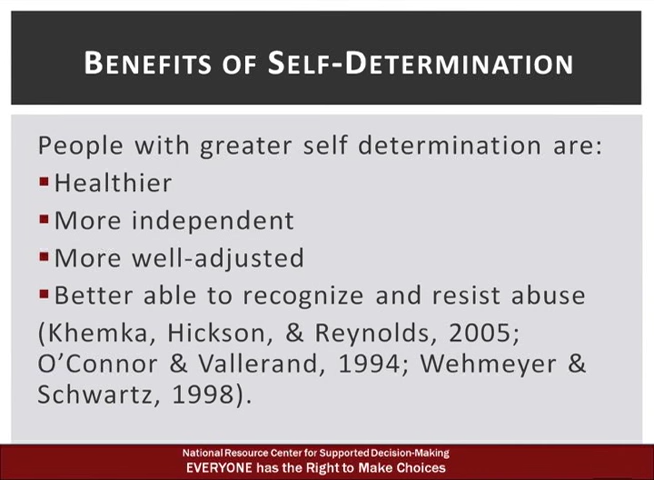 BENEFITS OF SELF-DETERMINATION
People with greater self determination are:
▪Healthier
▪More independent
▪More well-adjusted
▪Better able to recognize and resist abuse
(Khemka, Hickson, & Reynolds, 2005;
O’Connor & Vallerand, 1994; Wehmeyer &
Schwartz, 1998).
National Resource Center for Supported Decision-Making
EVERYONE has the Right to Make Choices